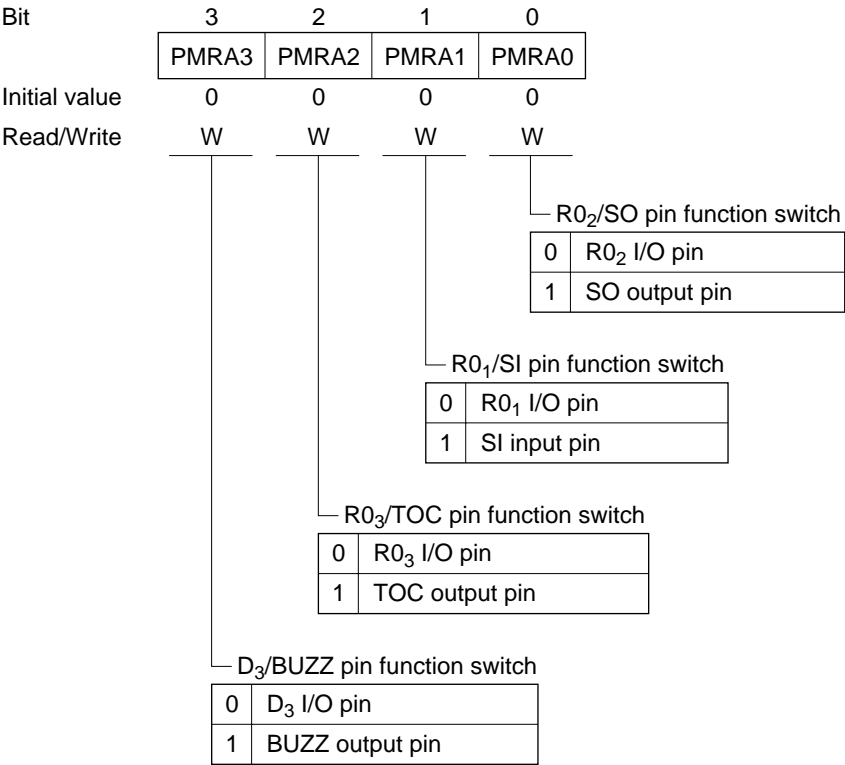 Bit 3 2 1 0
PMRA3 PMRA2 PMRA1 PMRA0
Initial value 0 0 0 0
Read/Write W W W W
R0₂/SO pin function switch
0 R0₂ I/O pin
1 SO output pin
R0₁/SI pin function switch
0 R0₁ I/O pin
1 SI input pin
R0₃/TOC pin function switch
0 R0₃ I/O pin
1 TOC output pin
D₃/BUZZ pin function switch
0 D₃ I/O pin
1 BUZZ output pin